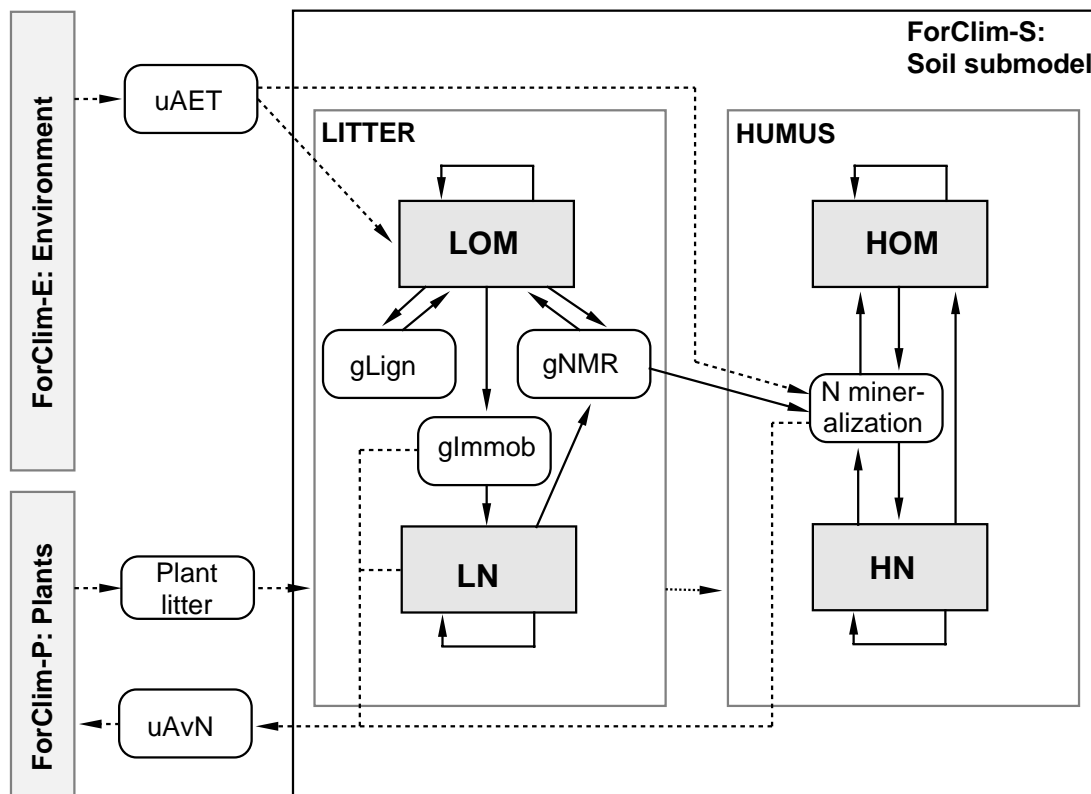 ForClim-S:
Soil submodel
ForClim-E: Environment
uAET
LITTER
HUMUS
LOM
HOM
gLign
gNMR
N miner-
alization
gImmob
LN
HN
ForClim-P: Plants
Plant
litter
uAvN